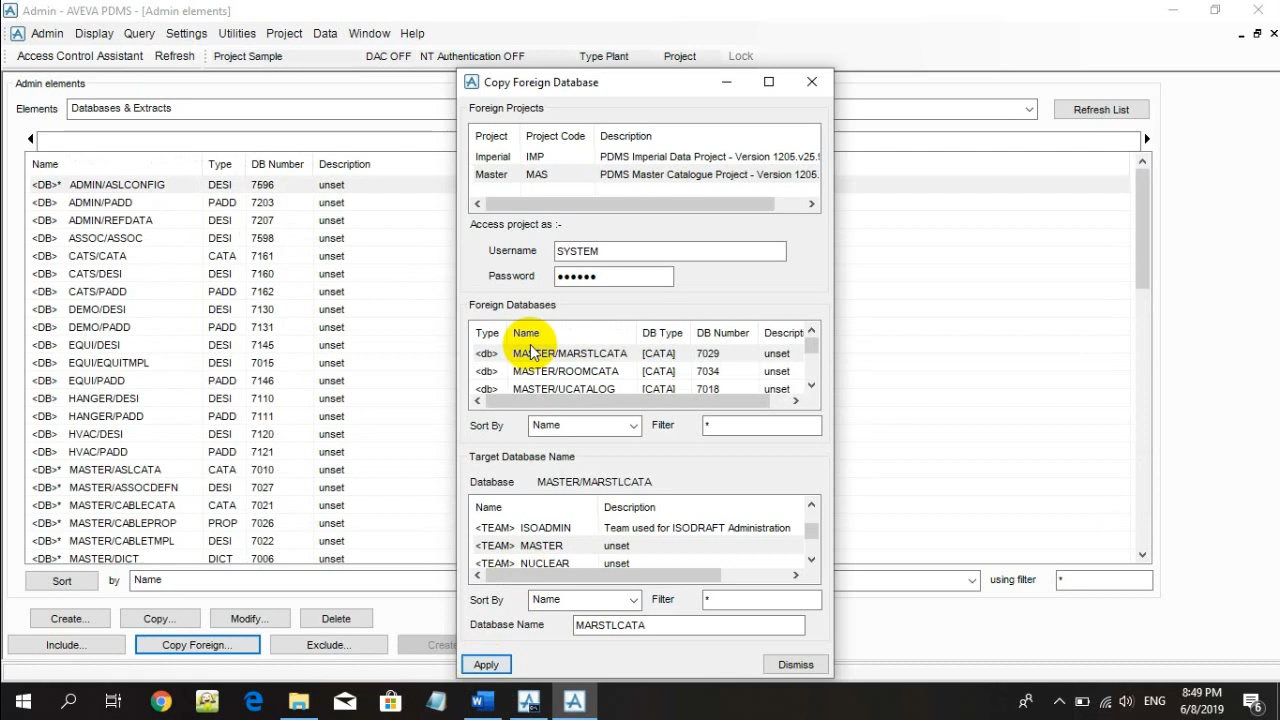 Admin - AVEVA PDMS - [Admin elements]
Admin Display Query Settings Utilities Project Data Window Help
Access Control Assistant Refresh Project Sample DAC OFF NT Authentication OFF Type Plant Project Lock
Admin elements
Elements Databases & Extracts Refresh List
Name Type DB Number Description
<DB>* ADMIN/ASLCONFIG DESI 7596 unset
<DB> ADMIN/PADD PADD 7203 unset
<DB> ADMIN/REFDATA DESI 7207 unset
<DB> ASSOC/ASSOC DESI 7598 unset
<DB> CATS/CATA CATA 7161 unset
<DB> CATS/DESI DESI 7160 unset
<DB> CATS/PADD PADD 7162 unset
<DB> DEMO/DESI DESI 7130 unset
<DB> DEMO/PADD PADD 7131 unset
<DB> EQUI/DESI DESI 7145 unset
<DB> EQUI/EQUITMPL DESI 7015 unset
<DB> EQUI/PADD PADD 7146 unset
<DB> HANGER/DESI DESI 7110 unset
<DB> HANGER/PADD PADD 7111 unset
<DB> HVAC/DESI DESI 7120 unset
<DB> HVAC/PADD PADD 7121 unset
<DB>* MASTER/ASLCATA CATA 7010 unset
<DB>* MASTER/ASSOCDEFN DESI 7027 unset
<DB>* MASTER/CABLECATA CATA 7021 unset
<DB>* MASTER/CABLEPROP PROP 7026 unset
<DB>* MASTER/CABLETMPL DESI 7022 unset
<DB>* MASTER/DICT DICT 7006 unset
Sort by Name using filter *
Create... Copy... Modify... Delete
Include... Copy Foreign... Exclude... Create
Copy Foreign Database
Foreign Projects
Project Project Code Description
Imperial IMP PDMS Imperial Data Project - Version 1205.v25.
Master MAS PDMS Master Catalogue Project - Version 1205.
Access project as :-
Username SYSTEM
Password ●●●●●●
Foreign Databases
Type Name DB Type DB Number Descript
<db> MASTER/MARSTLCATA [CATA] 7029 unset
<db> MASTER/ROOMCATA [CATA] 7034 unset
<db> MASTER/UCATALOG [CATA] 7018 unset
Sort By Name Filter *
Target Database Name
Database MASTER/MARSTLCATA
Name Description
<TEAM> ISOADMIN Team used for ISODRAFT Administration
<TEAM> MASTER unset
<TEAM> NUCLEAR unset
Sort By Name Filter *
Database Name MARSTLCATA
Apply Dismiss
ENG
8:49 PM
6/8/2019
6